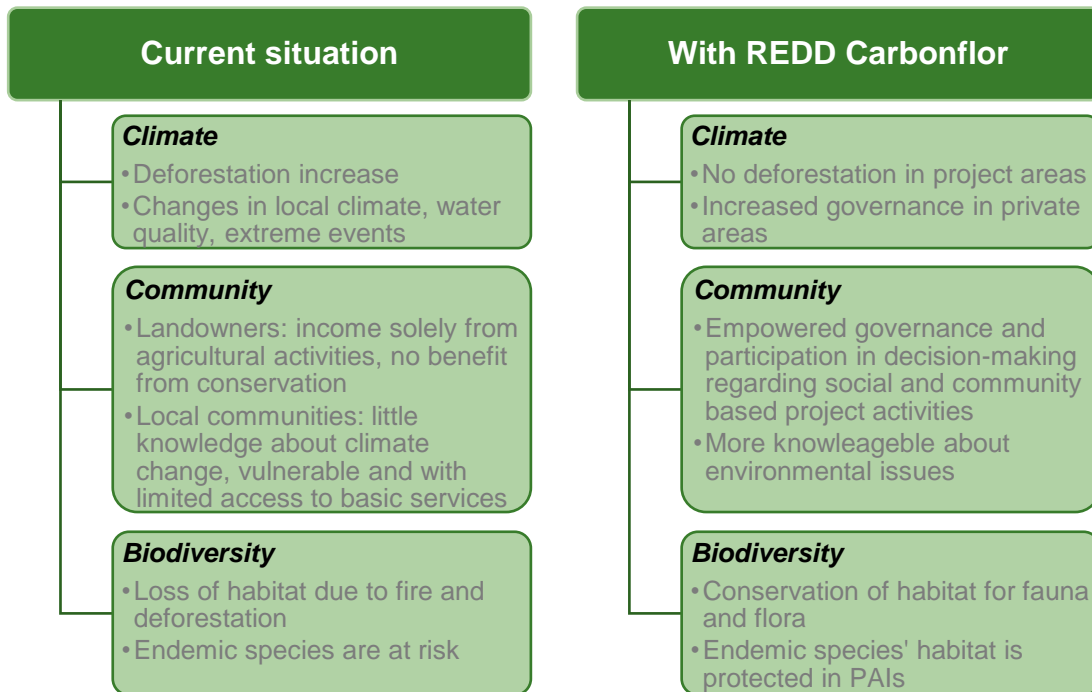 Current situation
Climate
•Deforestation increase
•Changes in local climate, water
quality, extreme events
Community
•Landowners: income solely from
agricultural activities, no benefit
from conservation
•Local communities: little
knowledge about climate
change, vulnerable and with
limited access to basic services
Biodiversity
•Loss of habitat due to fire and
deforestation
•Endemic species are at risk
With REDD Carbonflor
Climate
•No deforestation in project areas
•Increased governance in private
areas
Community
•Empowered governance and
participation in decision-making
regarding social and community
based project activities
•More knowleageble about
environmental issues
Biodiversity
•Conservation of habitat for fauna
and flora
•Endemic species' habitat is
protected in PAIs